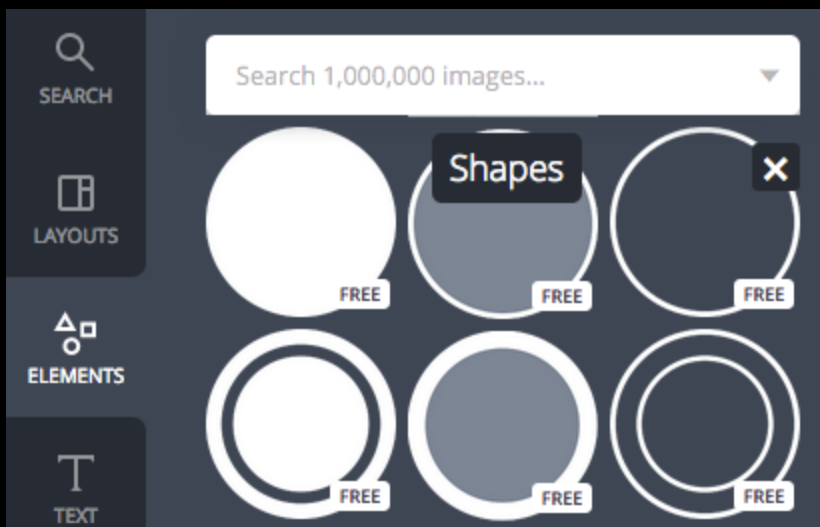 SEARCH
LAYOUTS
ELEMENTS
TEXT
Search 1,000,000 images...
Shapes
FREE
FREE
FREE
FREE
FREE
FREE